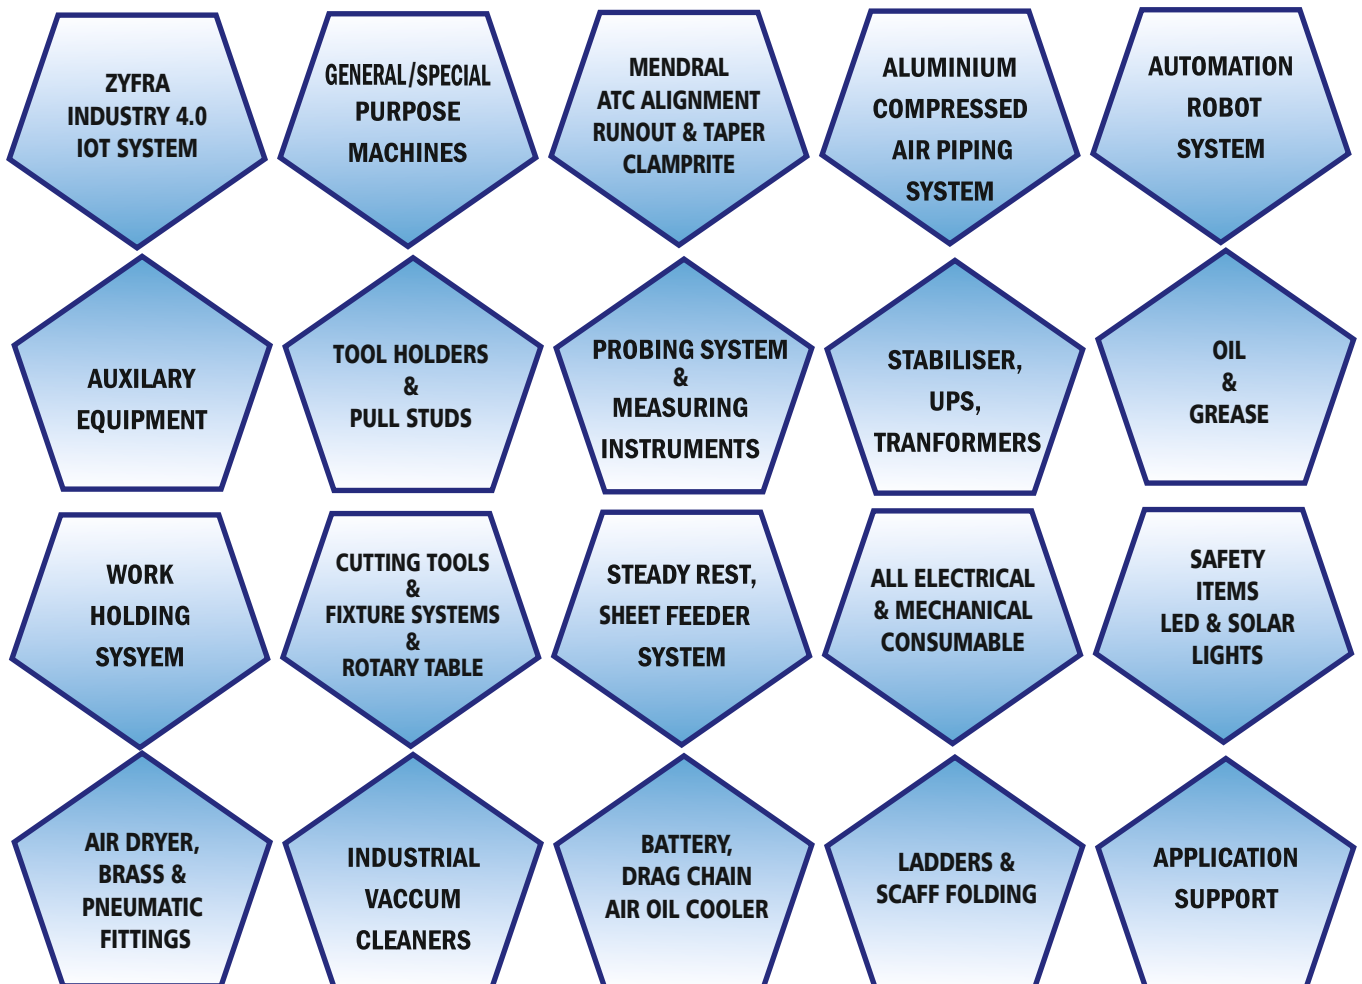 ZYFRA
INDUSTRY 4.0
IOT SYSTEM
GENERAL/SPECIAL
PURPOSE
MACHINES
MENDRAL
ATC ALIGNMENT
RUNOUT & TAPER
CLAMPRITE
ALUMINIUM
COMPRESSED
AIR PIPING
SYSTEM
AUTOMATION
ROBOT
SYSTEM
AUXILARY
EQUIPMENT
TOOL HOLDERS
&
PULL STUDS
PROBING SYSTEM
&
MEASURING
INSTRUMENTS
STABILISER,
UPS,
TRANFORMERS
OIL
&
GREASE
WORK
HOLDING
SYSYEM
CUTTING TOOLS
&
FIXTURE SYSTEMS
&
ROTARY TABLE
STEADY REST,
SHEET FEEDER
SYSTEM
ALL ELECTRICAL
& MECHANICAL
CONSUMABLE
SAFETY
ITEMS
LED & SOLAR
LIGHTS
AIR DRYER,
BRASS &
PNEUMATIC
FITTINGS
INDUSTRIAL
VACCUM
CLEANERS
BATTERY,
DRAG CHAIN
AIR OIL COOLER
LADDERS &
SCAFF FOLDING
APPLICATION
SUPPORT